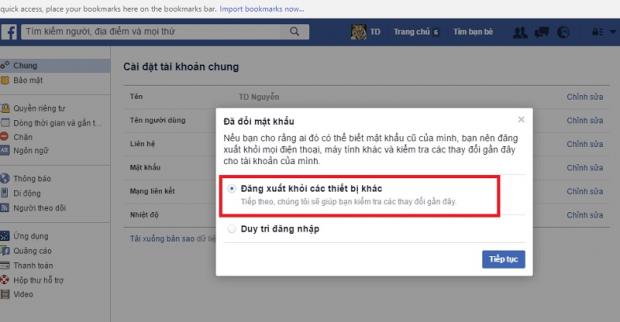 quick access, place your bookmarks here on the bookmarks bar. Import bookmarks now...
f Tìm kiếm người, địa điểm và mọi thứ TD Trang chủ 6 Tìm bạn bè
Chung
Bảo mật
Quyền riêng tư
Dòng thời gian và gắn t...
Chặn
Ngôn ngữ
Thông báo
Di động
Người theo dõi
Ứng dụng
Quảng cáo
Thanh toán
Hộp thư hỗ trợ
Video
Cài đặt tài khoản chung
Tên TD Nguyễn Chỉnh sửa
Tên người dùng Chỉnh sửa
Liên hệ Chỉnh sửa
Mật khẩu Chỉnh sửa
Mạng liên kết Chỉnh sửa
Nhiệt độ Chỉnh sửa
Tải xuống bản sao dữ liệ
Đã đổi mật khẩu
Nếu bạn cho rằng ai đó có thể biết mật khẩu cũ của mình, bạn nên đăng
xuất khỏi mọi điện thoại, máy tính khác và kiểm tra các thay đổi gần đây
cho tài khoản của mình.
Đăng xuất khỏi các thiết bị khác
Tiếp theo, chúng tôi sẽ giúp bạn kiểm tra các thay đổi gần đây.
Duy trì đăng nhập
Tiếp tục